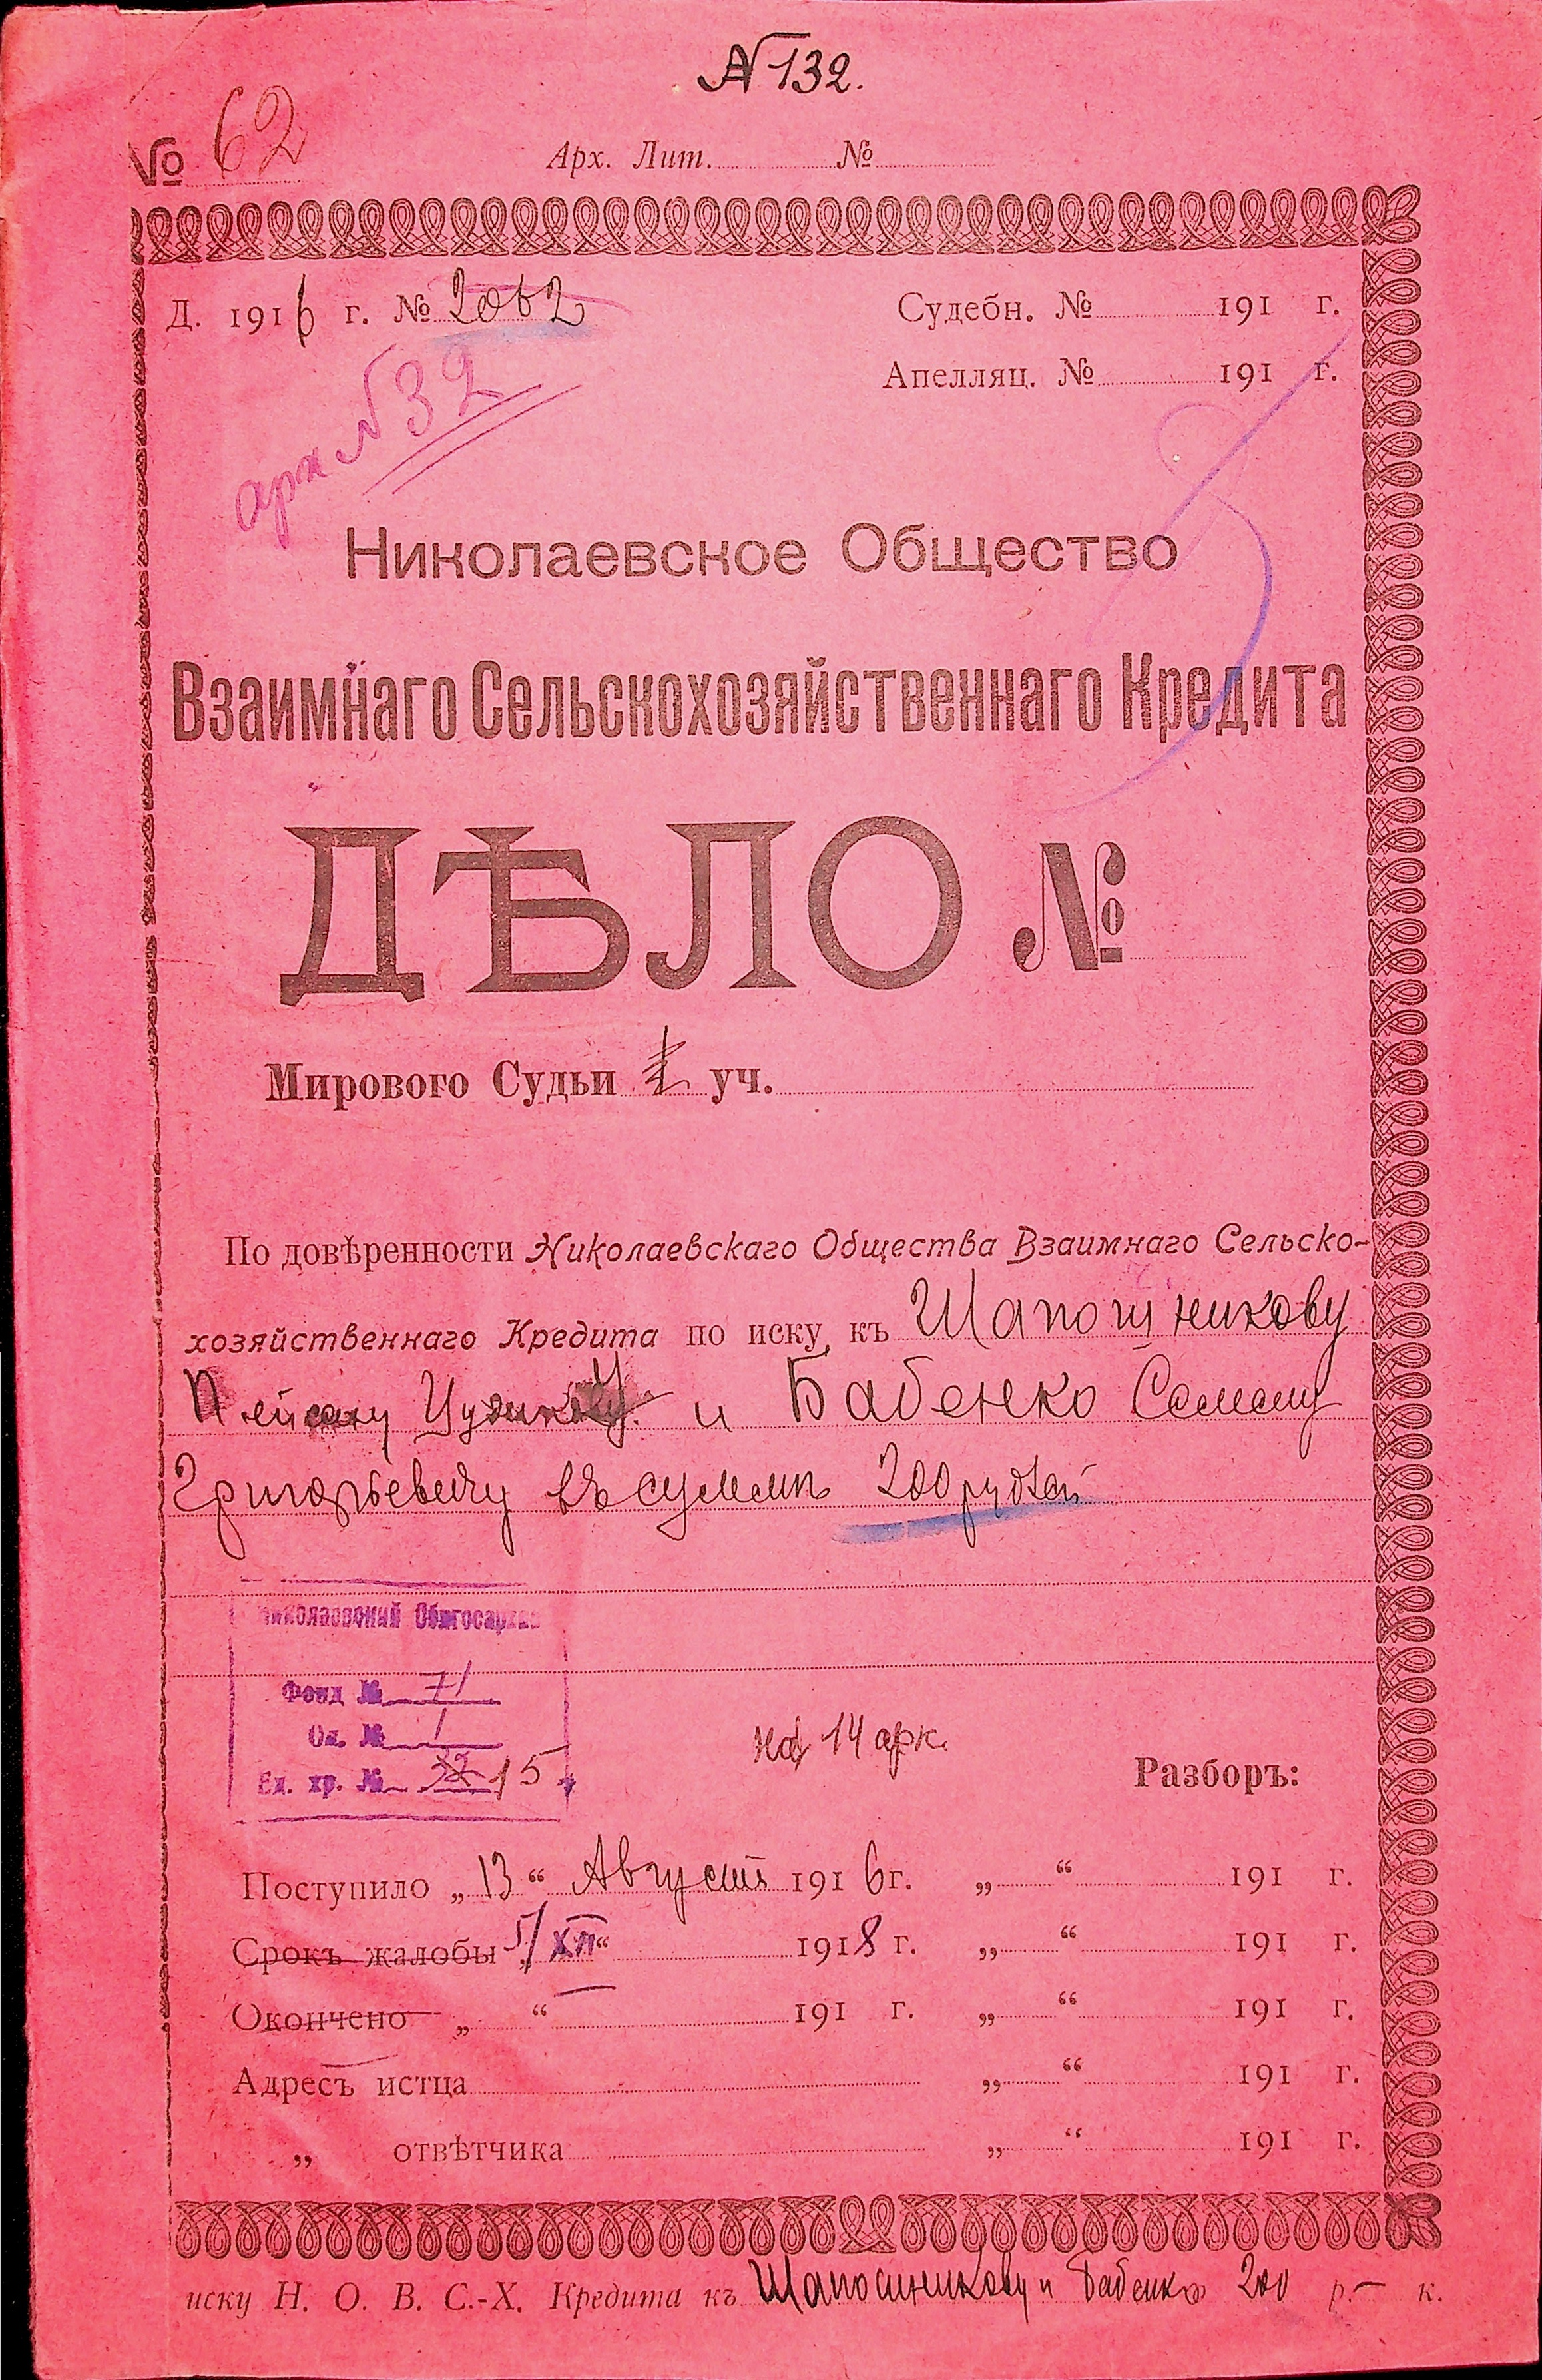 №132.
№ 62
Арх. Лит. №
Д. 1916 г. № 2062
Судебн. № 191 г.
Апелляц. № 191 г.
арх №32
Николаевское Общество
Взаимнаго Сельскохозяйственнаго Кредита
ДѢЛО №
Мирового Судьи уч.
По довѣренности Николаевскаго Общества Взаимнаго Сельско-
хозяйственнаго Кредита по иску къ Шапошникову
Пейсаху и Бабенко Семену
Григорьевичу въ суммѣ 200 рублей
Николаевский Облгосархив
Фонд № 71
Оп. № 1
Ед. хр. № 32 15
на 14 арк.
Разборъ:
Поступило „13“ Августа 1916 г. „ “ 191 г.
Срокъ жалобы 5/XII 1918 г. „ “ 191 г.
Окончено „ “ 191 г. „ “ 191 г.
Адресъ истца „ “ 191 г.
„ отвѣтчика „ “ 191 г.
иску Н. О. В. С.-Х. Кредита къ Шапошникову и Бабенко 200 р. – к.